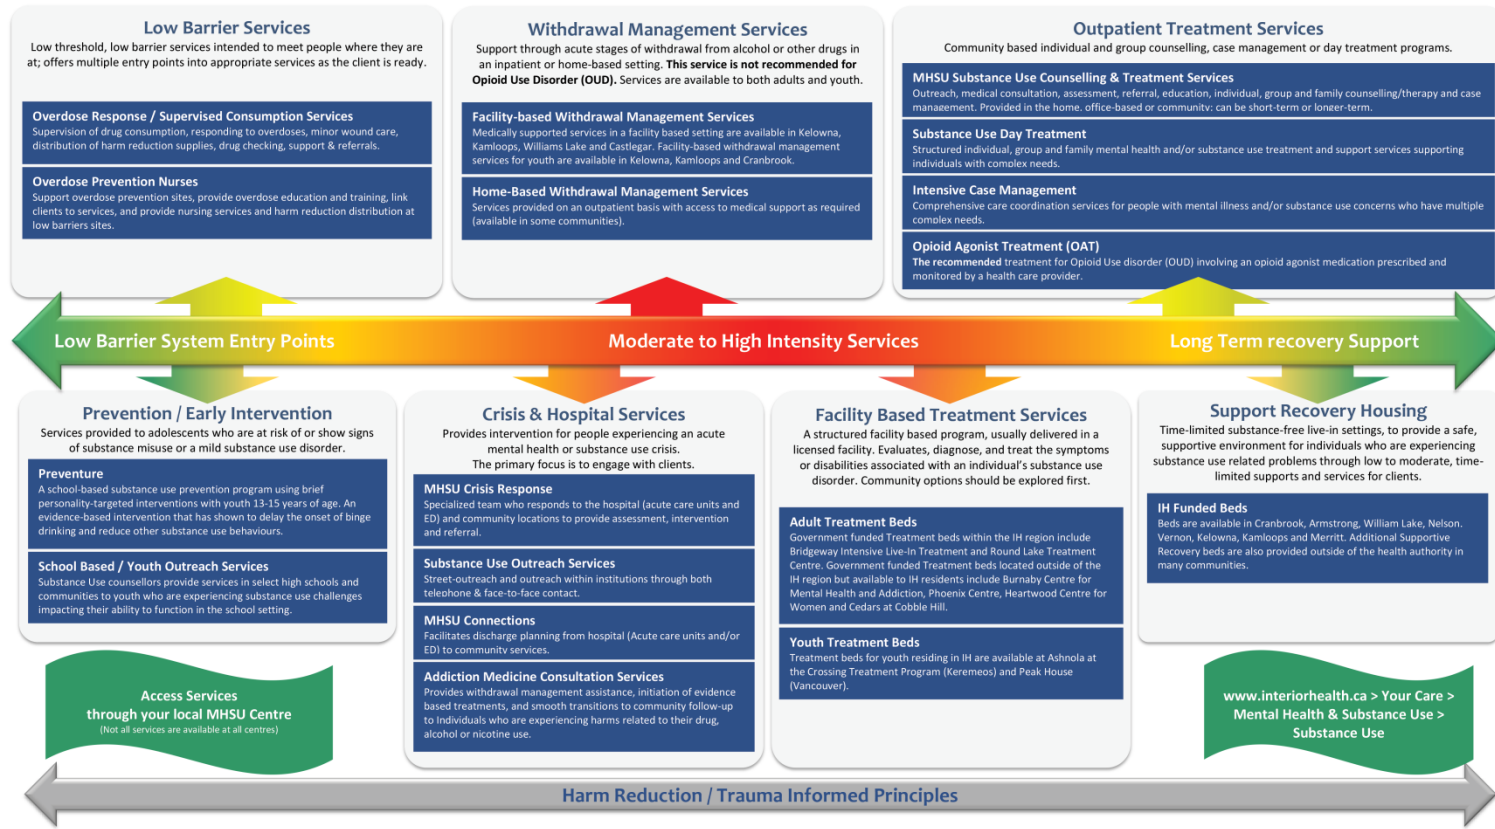 Low Barrier Services
Low threshold, low barrier services intended to meet people where they are
at; offers multiple entry points into appropriate services as the client is ready.
Overdose Response / Supervised Consumption Services
Supervision of drug consumption, responding to overdoses, minor wound care,
distribution of harm reduction supplies, drug checking, support & referrals.
Overdose Prevention Nurses
Support overdose prevention sites, provide overdose education and training, link
clients to services, and provide nursing services and harm reduction distribution at
low barriers sites.
Withdrawal Management Services
Support through acute stages of withdrawal from alcohol or other drugs in
an inpatient or home-based setting. This service is not recommended for
Opioid Use Disorder (OUD). Services are available to both adults and youth.
Facility-based Withdrawal Management Services
Medically supported services in a facility based setting are available in Kelowna,
Kamloops, Williams Lake and Castlegar. Facility-based withdrawal management
services for youth are available in Kelowna, Kamloops and Cranbrook.
Home-Based Withdrawal Management Services
Services provided on an outpatient basis with access to medical support as required
(available in some communities).
Outpatient Treatment Services
Community based individual and group counselling, case management or day treatment programs.
MHSU Substance Use Counselling & Treatment Services
Outreach, medical consultation, assessment, referral, education, individual, group and family counselling/therapy and case
management. Provided in the home, office-based or community; can be short-term or longer-term.
Substance Use Day Treatment
Structured individual, group and family mental health and/or substance use treatment and support services supporting
individuals with complex needs.
Intensive Case Management
Comprehensive care coordination services for people with mental illness and/or substance use concerns who have multiple
complex needs.
Opioid Agonist Treatment (OAT)
The recommended treatment for Opioid Use disorder (OUD) involving an opioid agonist medication prescribed and
monitored by a health care provider.
Low Barrier System Entry Points
Moderate to High Intensity Services
Long Term recovery Support
Prevention / Early Intervention
Services provided to adolescents who are at risk of or show signs
of substance misuse or a mild substance use disorder.
Preventure
A school-based substance use prevention program using brief
personality-targeted interventions with youth 13-15 years of age. An
evidence-based intervention that has shown to delay the onset of binge
drinking and reduce other substance use behaviours.
School Based / Youth Outreach Services
Substance Use counsellors provide services in select high schools and
communities to youth who are experiencing substance use challenges
impacting their ability to function in the school setting.
Crisis & Hospital Services
Provides intervention for people experiencing an acute
mental health or substance use crisis.
The primary focus is to engage with clients.
MHSU Crisis Response
Specialized team who responds to the hospital (acute care units and
ED) and community locations to provide assessment, intervention
and referral.
Substance Use Outreach Services
Street-outreach and outreach within institutions through both
telephone & face-to-face contact.
MHSU Connections
Facilitates discharge planning from hospital (Acute care units and/or
ED) to community services.
Addiction Medicine Consultation Services
Provides withdrawal management assistance, initiation of evidence
based treatments, and smooth transitions to community follow-up
to Individuals who are experiencing harms related to their drug,
alcohol or nicotine use.
Facility Based Treatment Services
A structured facility based program, usually delivered in a
licensed facility. Evaluates, diagnose, and treat the symptoms
or disabilities associated with an individual's substance use
disorder. Community options should be explored first.
Adult Treatment Beds
Government funded Treatment beds within the IH region include
Bridgeway Intensive Live-In Treatment and Round Lake Treatment
Centre. Government funded Treatment beds located outside of the
IH region but available to IH residents include Burnaby Centre for
Mental Health and Addiction, Phoenix Centre, Heartwood Centre for
Women and Cedars at Cobble Hill.
Youth Treatment Beds
Treatment beds for youth residing in IH are available at Ashnola at
the Crossing Treatment Program (Keremeos) and Peak House
(Vancouver).
Support Recovery Housing
Time-limited substance-free live-in settings, to provide a safe,
supportive environment for individuals who are experiencing
substance use related problems through low to moderate, time-
limited supports and services for clients.
IH Funded Beds
Beds are available in Cranbrook, Armstrong, William Lake, Nelson.
Vernon, Kelowna, Kamloops and Merritt. Additional Supportive
Recovery beds are also provided outside of the health authority in
many communities.
Access Services
through your local MHSU Centre
(Not all services are available at all centres)
www.interiorhealth.ca > Your Care >
Mental Health & Substance Use >
Substance Use
Harm Reduction / Trauma Informed Principles